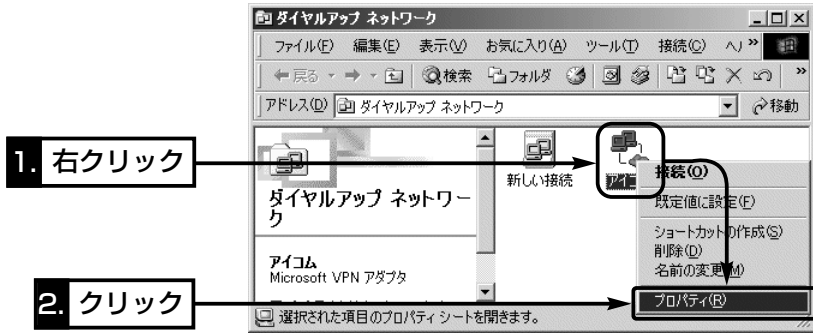 ダイヤルアップ ネットワーク
ファイル(F) 編集(E) 表示(V) お気に入り(A) ツール(T) 接続(C) ヘ »
戻る 検索 フォルダ »
アドレス(D) ダイヤルアップ ネットワーク 移動
1. 右クリック
ダイヤルアップ ネットワー
ク
アイコム
Microsoft VPN アダプタ
新しい接続
アイコ
接続(O)
既定値に設定(F)
ショートカットの作成(S)
削除(D)
名前の変更(M)
プロパティ(R)
2. クリック
選択された項目のプロパティ シートを開きます。